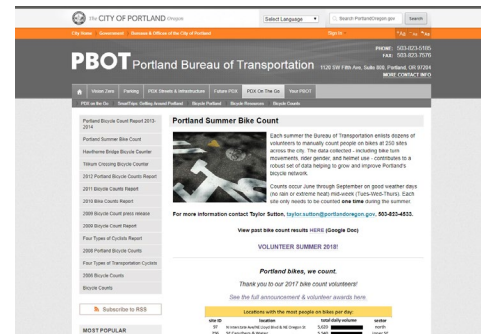 The CITY OF PORTLAND Oregon
Select Language
Search PortlandOregon.gov
Search
City Home
Government
Bureaus & Offices of the City of Portland
Sign In
PHONE: 503-823-5185
FAX: 503-823-7576
1120 SW Fifth Ave, Suite 800, Portland, OR 97204
MORE CONTACT INFO
PBOT Portland Bureau of Transportation
Vision Zero
Parking
PDX Streets & Infrastructure
Future PDX
PDX On The Go
Your PBOT
PDX on the Go
SmartTrips: Getting Around Portland
Bicycle Portland
Bicycle Resources
Bicycle Counts
Portland Bicycle Count Report 2013-
2014
Portland Summer Bike Count
Hawthorne Bridge Bicycle Counter
Tilikum Crossing Bicycle Counter
2012 Portland Bicycle Counts Report
2011 Bicycle Counts Report
2010 Bike Counts Report
2009 Bicycle Count press release
2009 Bicycle Count Report
Four Types of Cyclists Report
2008 Portland Bicycle Counts
Four Types of Transportation Cyclists
2006 Bicycle Counts
Bicycle Counts
Subscribe to RSS
MOST POPULAR
Portland Summer Bike Count
Each summer the Bureau of Transportation enlists dozens of
volunteers to manually count people on bikes at 250 sites
across the city. The data collected - including bike turn
movements, rider gender, and helmet use - contributes to a
robust set of data helping to grow and improve Portland's
bicycle network.
Counts occur June through September on good weather days
(no rain or extreme heat) mid-week (Tues-Wed-Thurs). Each
site only needs to be counted one time during the summer
For more information contact Taylor Sutton, taylor.sutton@portlandoregon.gov, 503-823-4533.
View past bike count results HERE (Google Doc)
VOLUNTEER SUMMER 2018!
Portland bikes, we count.
Thank you to our 2017 bike count volunteers!
See the full announcement & volunteer awards here.
Locations with the most people on bikes per day:
site ID location total daily volume sector
97 N Interstate Ave/NE Lloyd Blvd & NE Oregon St 5,635 north